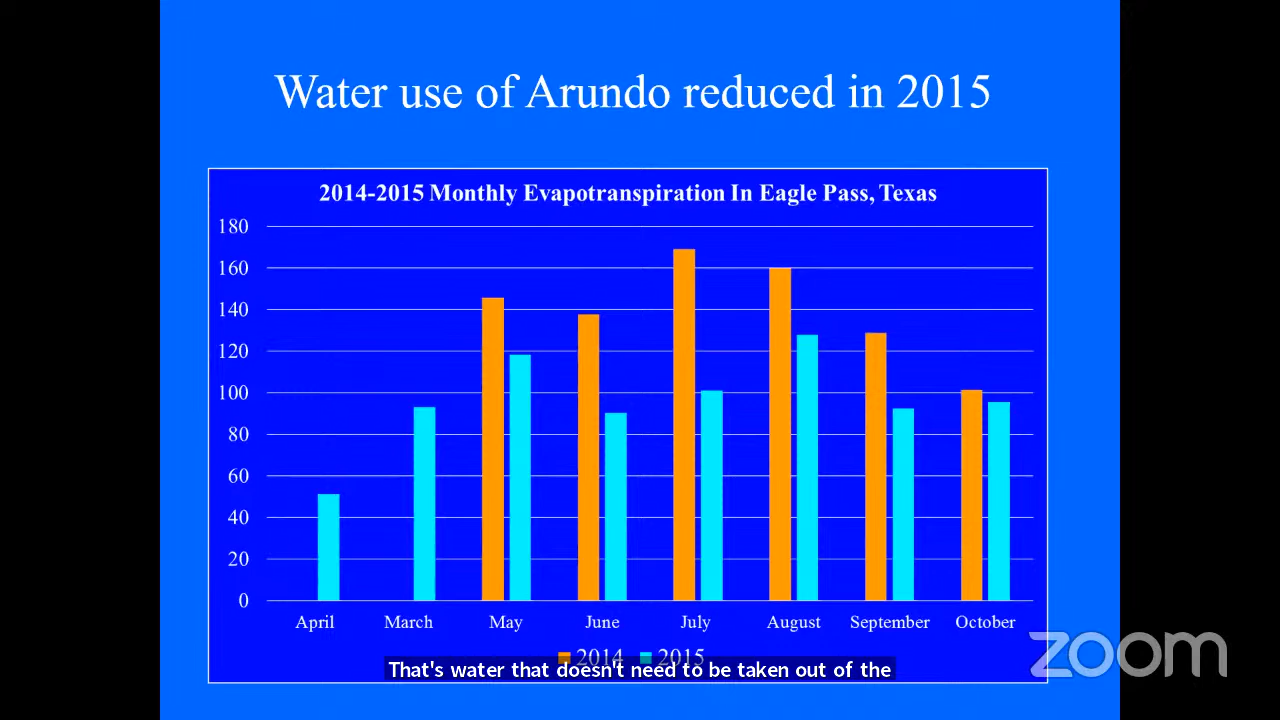 Water use of Arundo reduced in 2015
2014-2015 Monthly Evapotranspiration In Eagle Pass, Texas
180
160
140
120
100
80
60
40
20
0
April March May June July August September October
2014 2015
That's water that doesn't need to be taken out of the
zoom